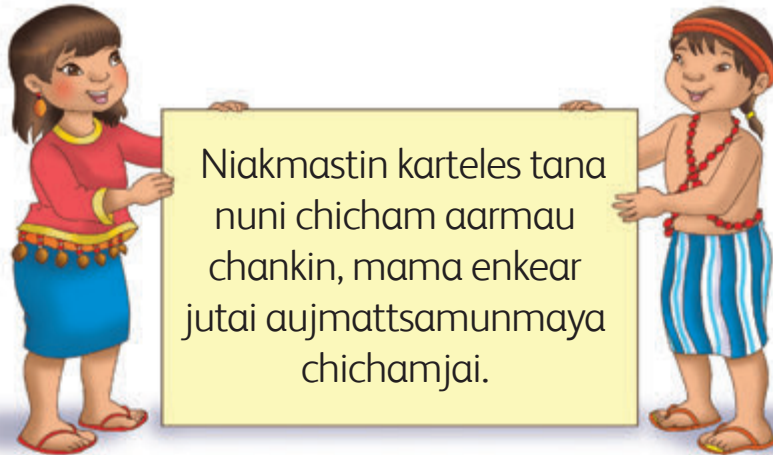 Niakmastin karteles tana
nuni chicham aarmau
chankin, mama enkear
jutai aujmattsamunmaya
chichamjai.